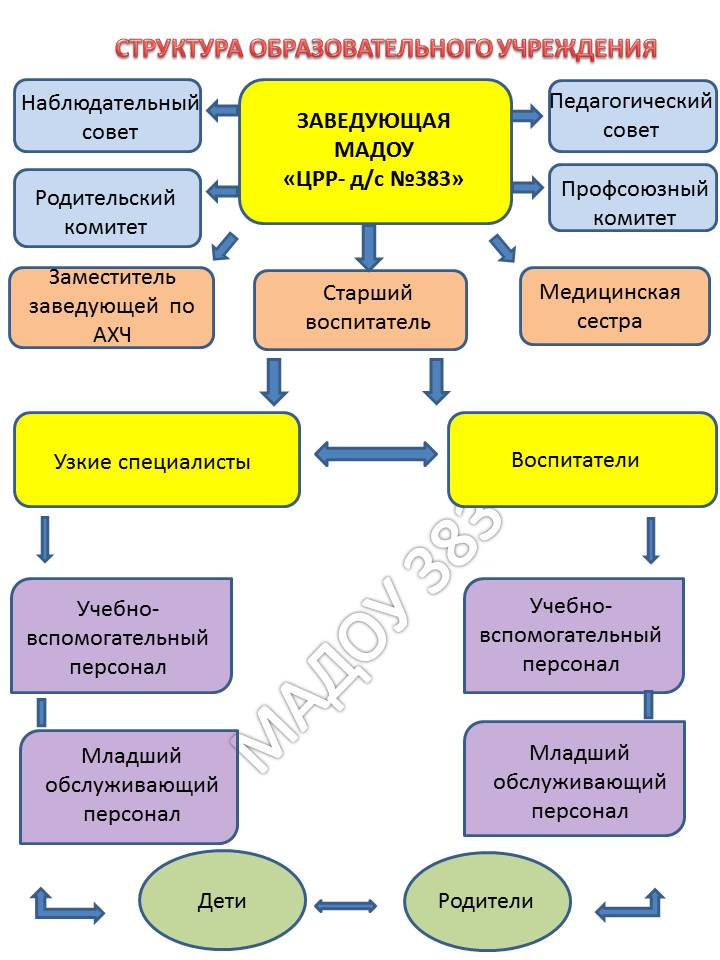 СТРУКТУРА ОБРАЗОВАТЕЛЬНОГО УЧРЕЖДЕНИЯ
Наблюдательный
совет
ЗАВЕДУЮЩАЯ
МАДОУ
«ЦРР- д/с №383»
Педагогический
совет
Родительский
комитет
Профсоюзный
комитет
Заместитель
заведующей по
АХЧ
Старший
воспитатель
Медицинская
сестра
Узкие специалисты
Воспитатели
МАДОУ 383
Учебно-
вспомогательный
персонал
Учебно-
вспомогательный
персонал
Младший
обслуживающий
персонал
Младший
обслуживающий
персонал
Дети
Родители